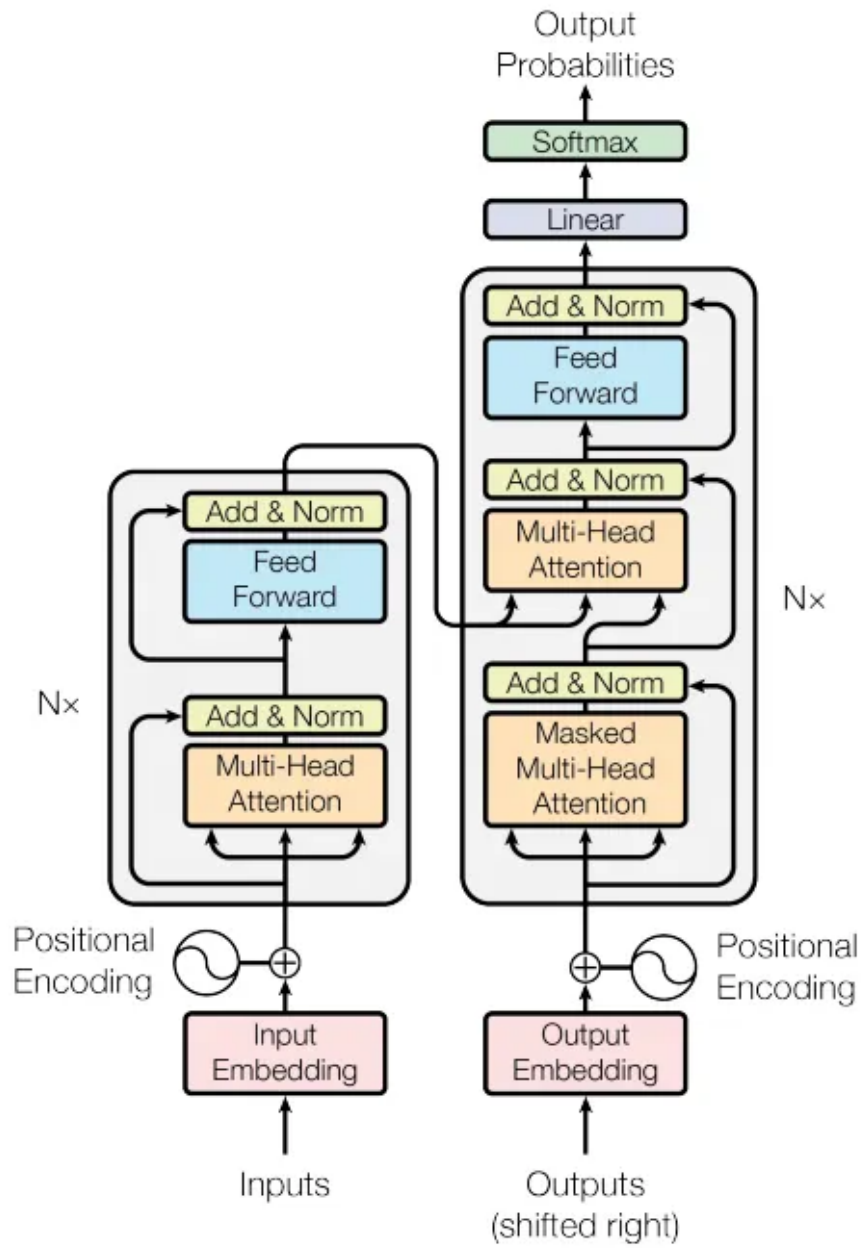 Output
Probabilities
Softmax
Linear
Add & Norm
Feed
Forward
Add & Norm
Multi-Head
Attention
Add & Norm
Masked
Multi-Head
Attention
N×
Add & Norm
Feed
Forward
Add & Norm
Multi-Head
Attention
N×
Positional
Encoding
Positional
Encoding
Input
Embedding
Output
Embedding
Inputs
Outputs
(shifted right)